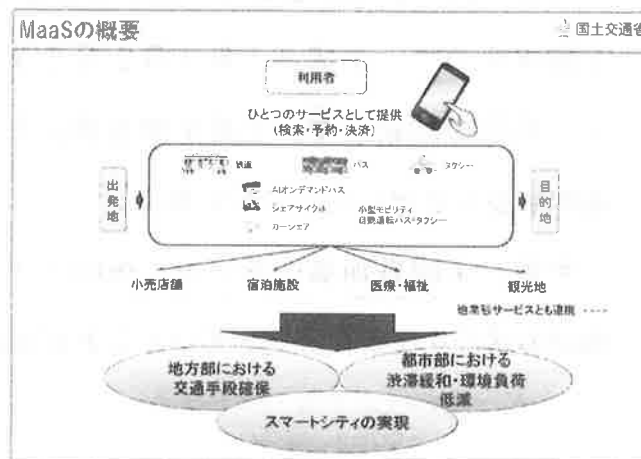 MaaSの概要
国土交通省
利用者
ひとつのサービスとして提供
(検索・予約・決済)
鉄道
バス
タクシー
出発地
目的地
AIオンデマンドバス
シェアサイクル
小型モビリティ
自動運転バス・タクシー
カーシェア
小売店舗
宿泊施設
医療・福祉
観光地
他業種サービスとも連携
地方部における
交通手段確保
都市部における
渋滞緩和・環境負荷
低減
スマートシティの実現